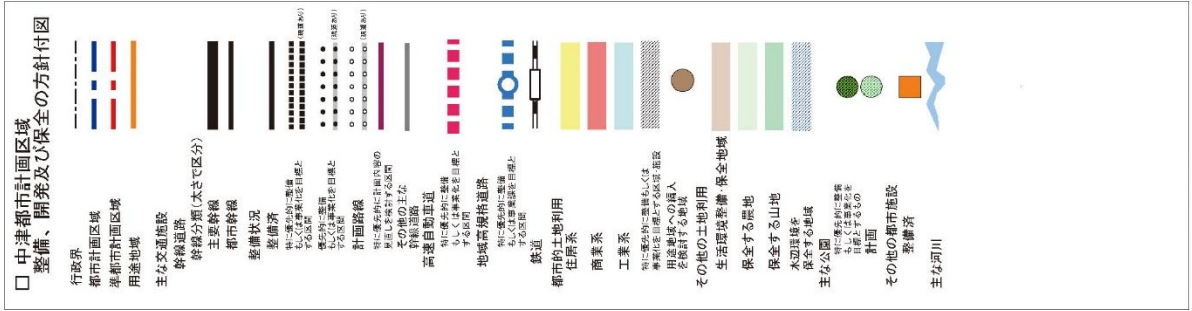 □ 中津都市計画区域
整備、開発及び保全の方針付図
行政界
都市計画区域
準都市計画区域
用途地域
主な交通施設
幹線道路
幹線分類(太さで区分)
主要幹線
都市幹線
整備状況
整備済
特に優先的に整備
もしくは事業化を目標と
する区間
(現道あり)
優先的に整備
もしくは事業化を目標と
する区間
(現道あり)
計画路線
(現道あり)
特に優先的に計画内容の
見直しを検討する区間
その他の主な
幹線道路
高速自動車道
特に優先的に整備
もしくは事業化を目標と
する区間
地域高規格道路
特に優先的に整備
もしくは事業課を目標と
する区間
鉄道
都市的土地利用
住居系
商業系
工業系
特に優先的に整備もしくは
事業化を目標とする区域・施設
用途地域への編入
を検討する地域
その他の土地利用
生活環境整備・保全地域
保全する農地
保全する山地
水辺環境を
保全する地域
主な公園
特に優先的に整備
もしくは事業化を
目標とするもの
計画
その他の都市施設
整備済
主な河川